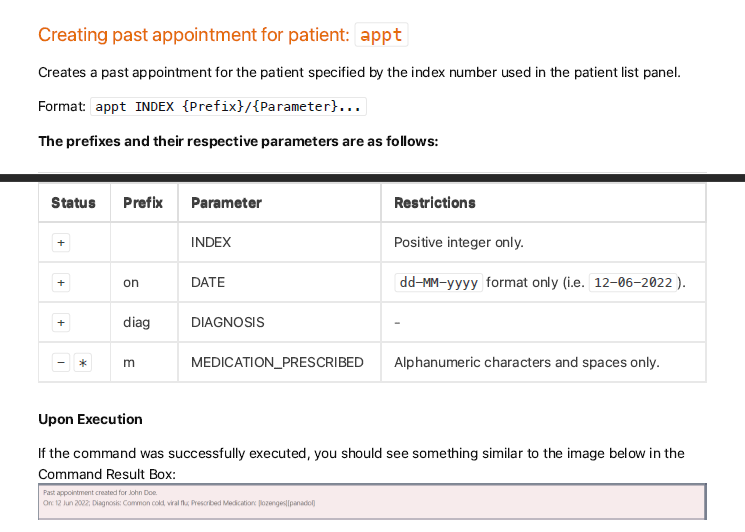 Creating past appointment for patient: appt
Creates a past appointment for the patient specified by the index number used in the patient list panel.
Format: appt INDEX {Prefix}/{Parameter}...
The prefixes and their respective parameters are as follows:
Status Prefix Parameter Restrictions
+ INDEX Positive integer only.
+ on DATE dd-MM-yyyy format only (i.e. 12-06-2022 ).
+ diag DIAGNOSIS -
- * m MEDICATION_PRESCRIBED Alphanumeric characters and spaces only.
Upon Execution
If the command was successfully executed, you should see something similar to the image below in the
Command Result Box:
Past appointment created for John Doe.
On: 12 Jun 2022; Diagnosis: Common cold, viral flu; Prescribed Medication: [lozenges][panadol]